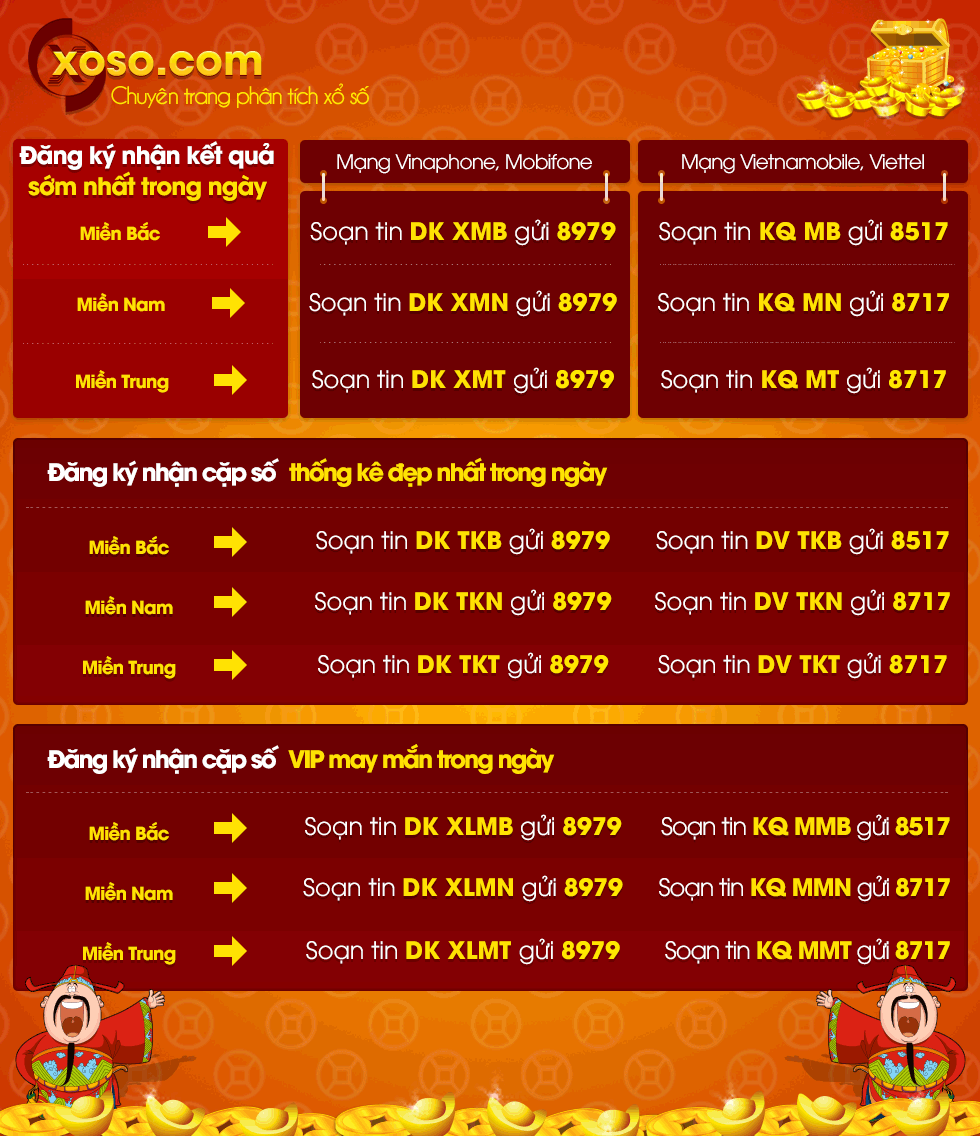 xoso.com
Chuyên trang phân tích xổ số
Đăng ký nhận kết quả
sớm nhất trong ngày
Mạng Vinaphone, Mobifone
Mạng Vietnamobile, Viettel
Miền Bắc
Soạn tin DK XMB gửi 8979
Soạn tin KQ MB gửi 8517
Miền Nam
Soạn tin DK XMN gửi 8979
Soạn tin KQ MN gửi 8717
Miền Trung
Soạn tin DK XMT gửi 8979
Soạn tin KQ MT gửi 8717
Đăng ký nhận cặp số thống kê đẹp nhất trong ngày
Miền Bắc
Soạn tin DK TKB gửi 8979
Soạn tin DV TKB gửi 8517
Miền Nam
Soạn tin DK TKN gửi 8979
Soạn tin DV TKN gửi 8717
Miền Trung
Soạn tin DK TKT gửi 8979
Soạn tin DV TKT gửi 8717
Đăng ký nhận cặp số VIP may mắn trong ngày
Miền Bắc
Soạn tin DK XLMB gửi 8979
Soạn tin KQ MMB gửi 8517
Miền Nam
Soạn tin DK XLMN gửi 8979
Soạn tin KQ MMN gửi 8717
Miền Trung
Soạn tin DK XLMT gửi 8979
Soạn tin KQ MMT gửi 8717